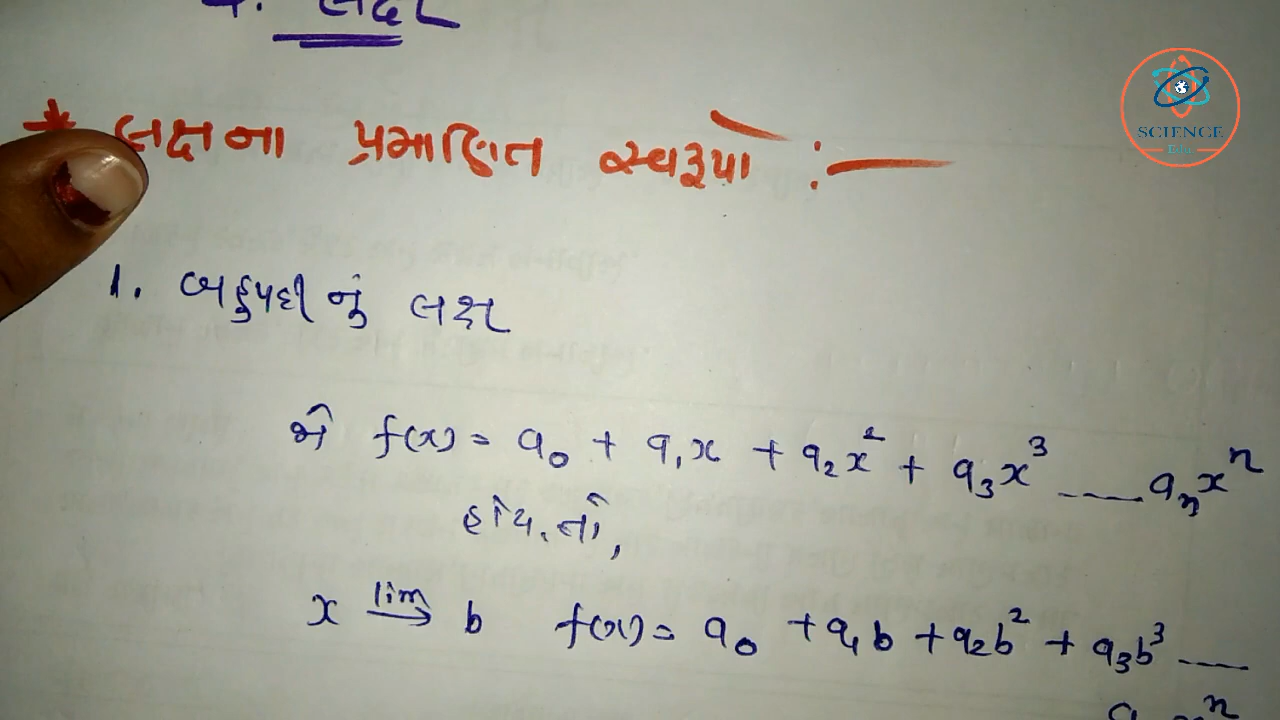 * લક્ષના પ્રમાણિત સ્વરૂપો :—
SCIENCE
Edu
1. બહુપદી નું લક્ષ
જો f(x) = a₀ + a₁x + a₂x² + a₃x³ ---- aₙxⁿ
હોય તો,
x lim→ b f(x) = a₀ + a₁b + a₂b² + a₃b³ ----